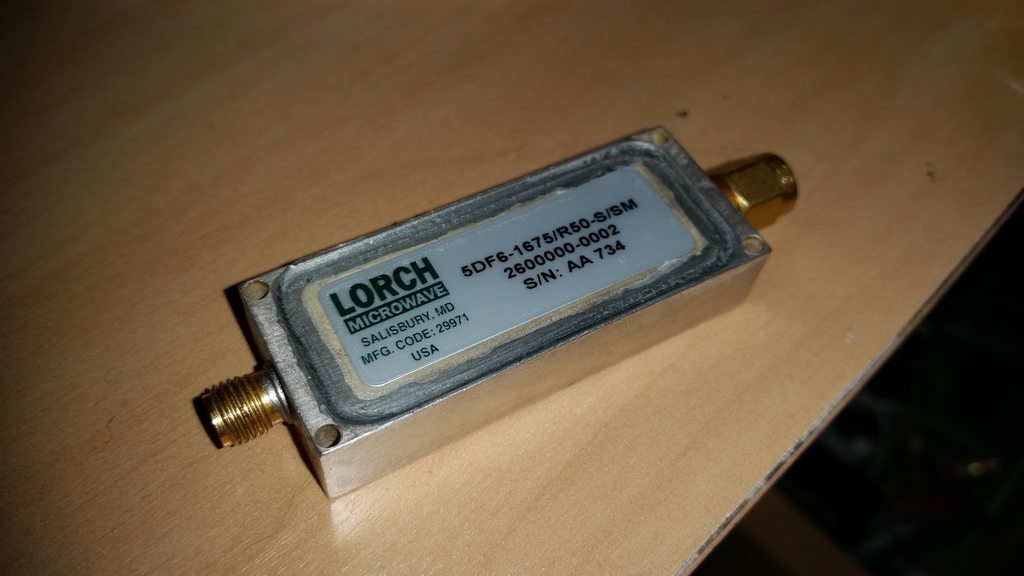 LORCH
MICROWAVE
SALISBURY, MD
MFG. CODE: 29971
USA
5DF6-1675/R50-S/SM
2600000-0002
S/N: AA 734